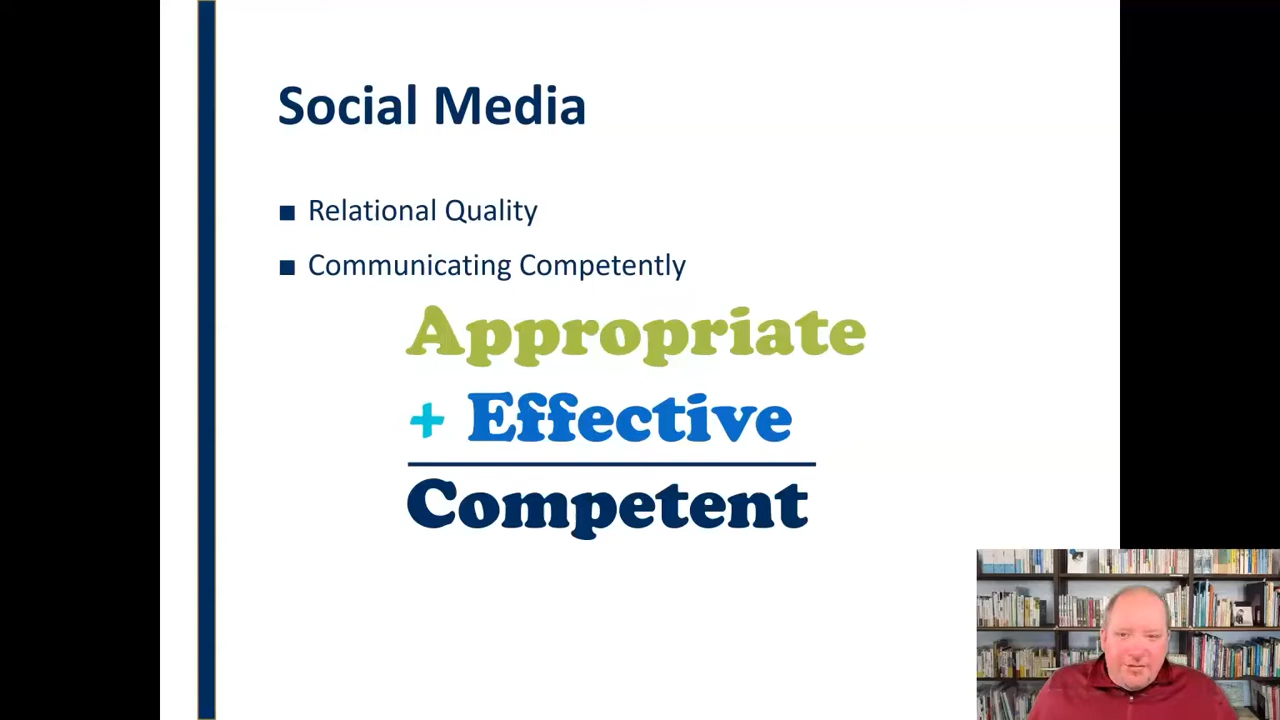 Social Media
■ Relational Quality
■ Communicating Competently
Appropriate
+ Effective
Competent